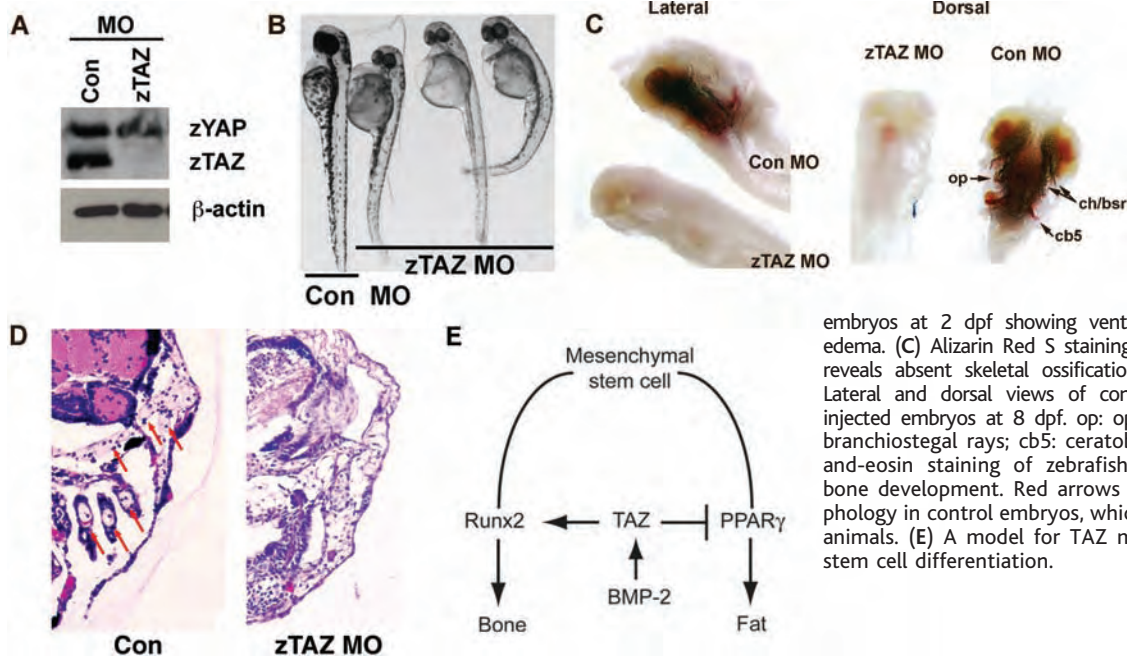 A
MO
Con
zTAZ
zYAP
zTAZ
β-actin
B
zTAZ MO
Con MO
C
Lateral
Dorsal
Con MO
zTAZ MO
zTAZ MO
Con MO
op
ch/bsr
cb5
D
Con
zTAZ MO
E
Mesenchymal
stem cell
Runx2
TAZ
PPARγ
BMP-2
Bone
Fat
embryos at 2 dpf showing vent
edema. (C) Alizarin Red S staining
reveals absent skeletal ossificatio
Lateral and dorsal views of con
injected embryos at 8 dpf. op: op
branchiostegal rays; cb5: ceratob
and-eosin staining of zebrafish
bone development. Red arrows
phology in control embryos, whic
animals. (E) A model for TAZ m
stem cell differentiation.